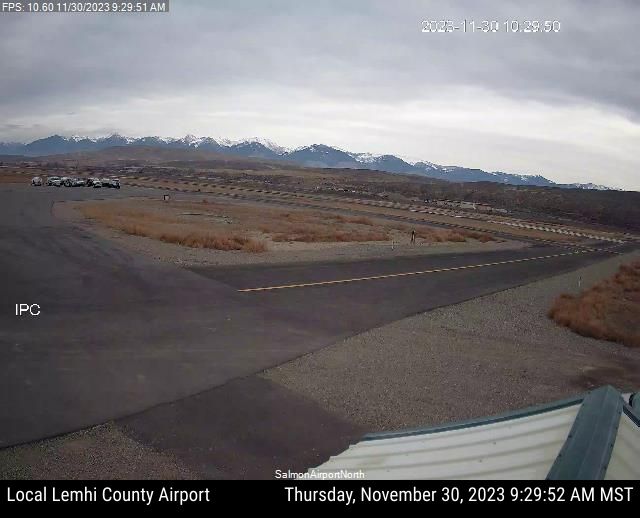 FPS: 10.60 11/30/2023 9:29:51 AM
2023-11-30 10:29:50
IPC
SalmonAirportNorth
Local Lemhi County Airport Thursday, November 30, 2023 9:29:52 AM MST